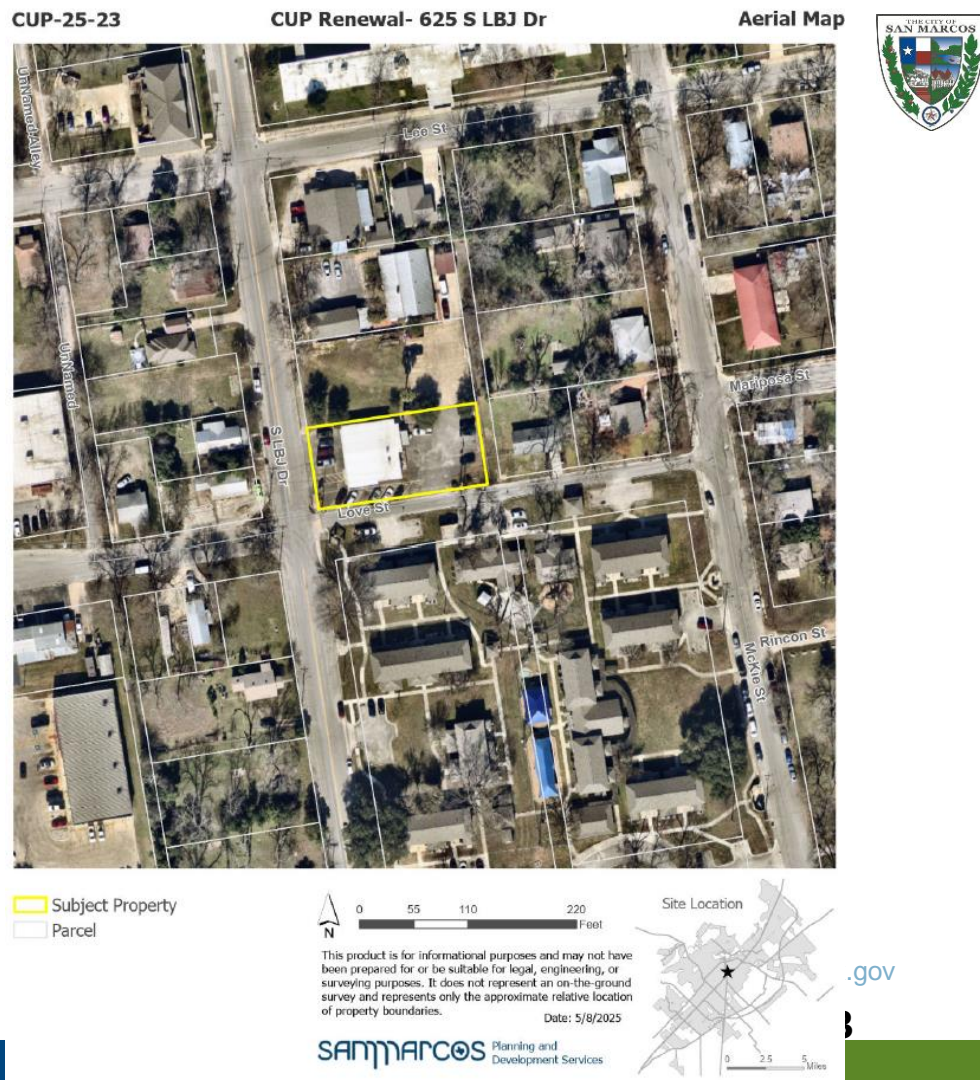 CUP-25-23 CUP Renewal- 625 S LBJ Dr Aerial Map
THE CITY OF
SAN MARCOS
UnNamed Alley
Lee St
UnNamed
Mariposa St
S LBJ Dr
Love St
Rincon St
McKie St
Subject Property
Parcel
N
0 55 110 220
Feet
This product is for informational purposes and may not have
been prepared for or be suitable for legal, engineering, or
surveying purposes. It does not represent an on-the-ground
survey and represents only the approximate relative location
of property boundaries.
Date: 5/8/2025
SANMARCOS Planning and
Development Services
Site Location
0 2.5 5
Miles
.gov